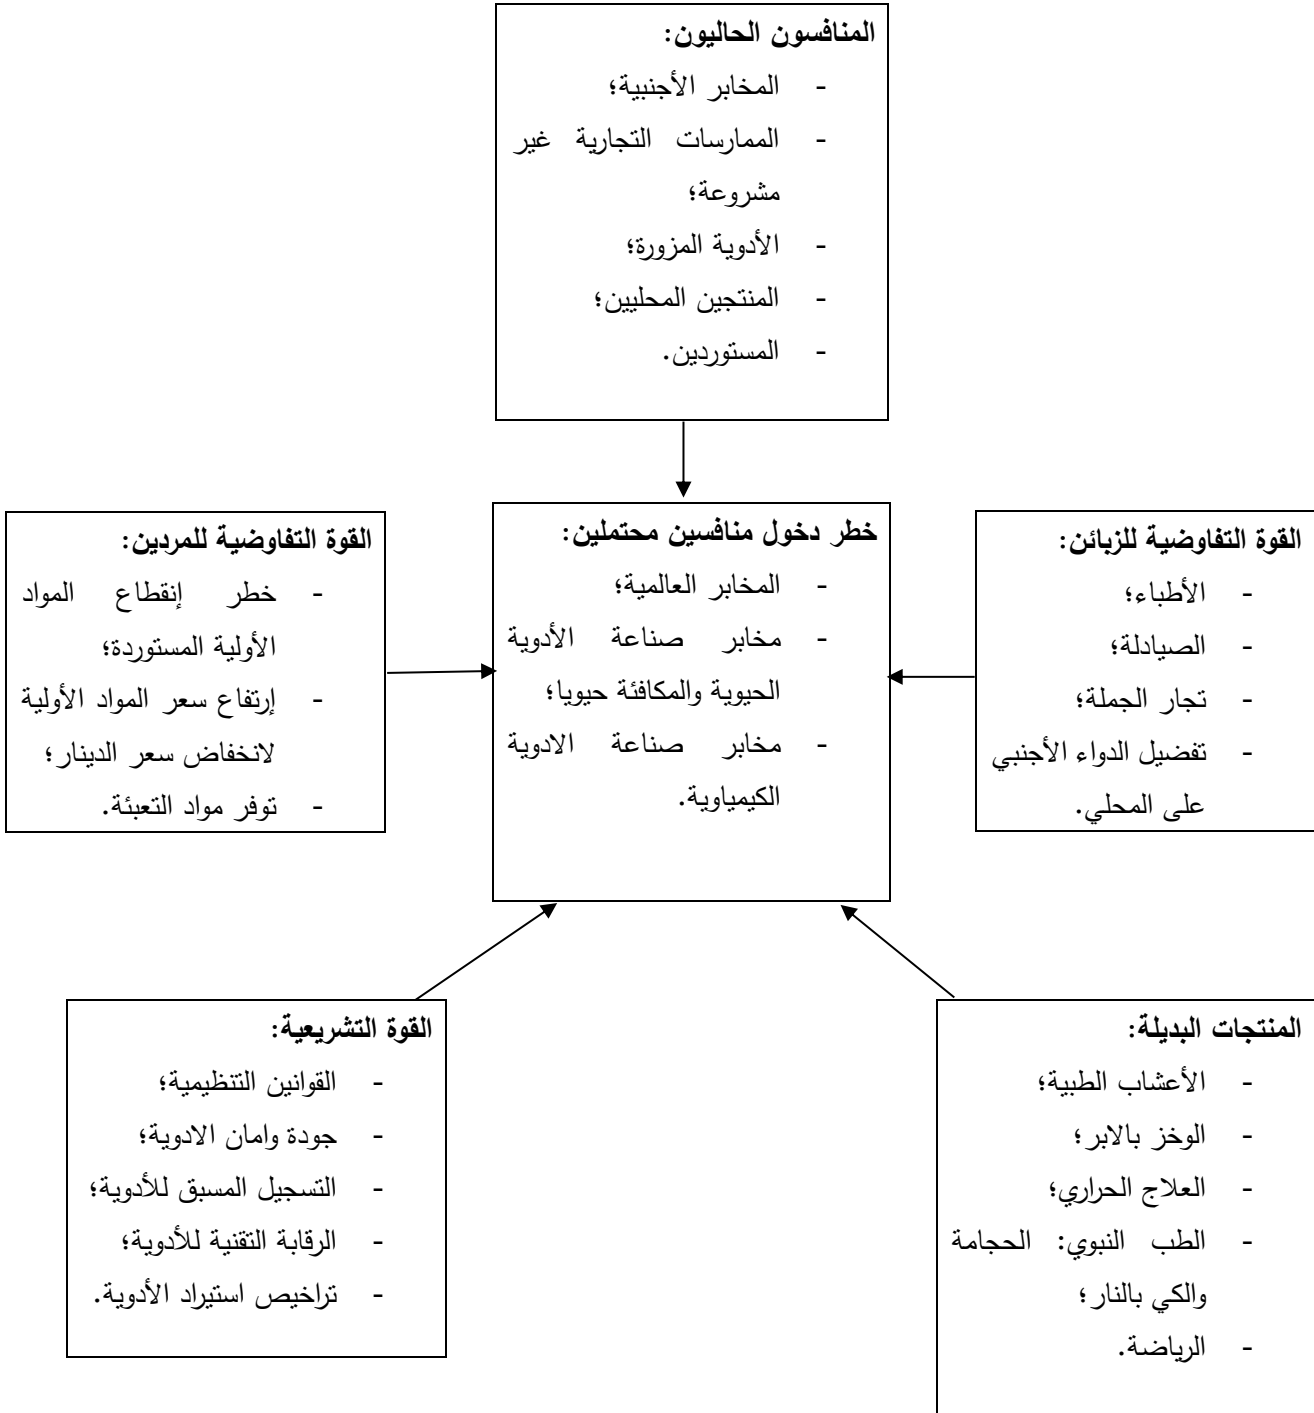 المنافسون الحاليون:
- المخابر الأجنبية؛
- الممارسات التجارية غير
مشروعة؛
- الأدوية المزورة؛
- المنتجين المحليين؛
- المستوردين.
القوة التفاوضية للزبائن:
- الأطباء؛
- الصيادلة؛
- تجار الجملة؛
- تفضيل الدواء الأجنبي
على المحلي.
خطر دخول منافسين محتملين:
- المخابر العالمية؛
- مخابر صناعة الأدوية
الحيوية والمكافئة حيويا؛
- مخابر صناعة الادوية
الكيمياوية.
القوة التفاوضية للمردين:
- خطر إنقطاع المواد
الأولية المستوردة؛
- إرتفاع سعر المواد الأولية
لانخفاض سعر الدينار؛
- توفر مواد التعبئة.
المنتجات البديلة:
- الأعشاب الطبية؛
- الوخز بالابر؛
- العلاج الحراري؛
- الطب النبوي: الحجامة
والكي بالنار؛
- الرياضة.
القوة التشريعية:
- القوانين التنظيمية؛
- جودة وامان الادوية؛
- التسجيل المسبق للأدوية؛
- الرقابة التقنية للأدوية؛
- تراخيص استيراد الأدوية.